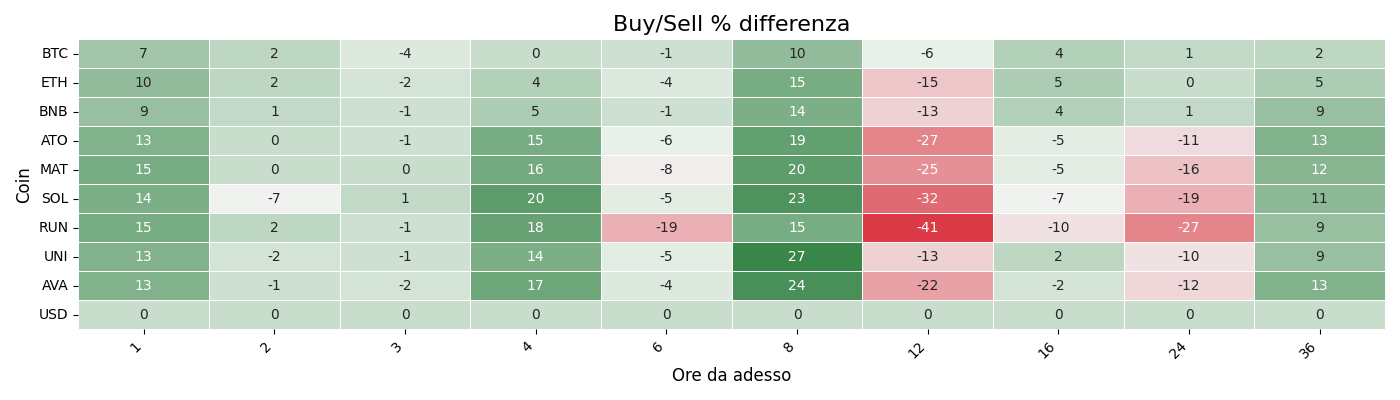 Buy/Sell % differenza
Coin
BTC 7 2 -4 0 -1 10 -6 4 1 2
ETH 10 2 -2 4 -4 15 -15 5 0 5
BNB 9 1 -1 5 -1 14 -13 4 1 9
ATO 13 0 -1 15 -6 19 -27 -5 -11 13
MAT 15 0 0 16 -8 20 -25 -5 -16 12
SOL 14 -7 1 20 -5 23 -32 -7 -19 11
RUN 15 2 -1 18 -19 15 -41 -10 -27 9
UNI 13 -2 -1 14 -5 27 -13 2 -10 9
AVA 13 -1 -2 17 -4 24 -22 -2 -12 13
USD 0 0 0 0 0 0 0 0 0 0
1 2 3 4 6 8 12 16 24 36
Ore da adesso